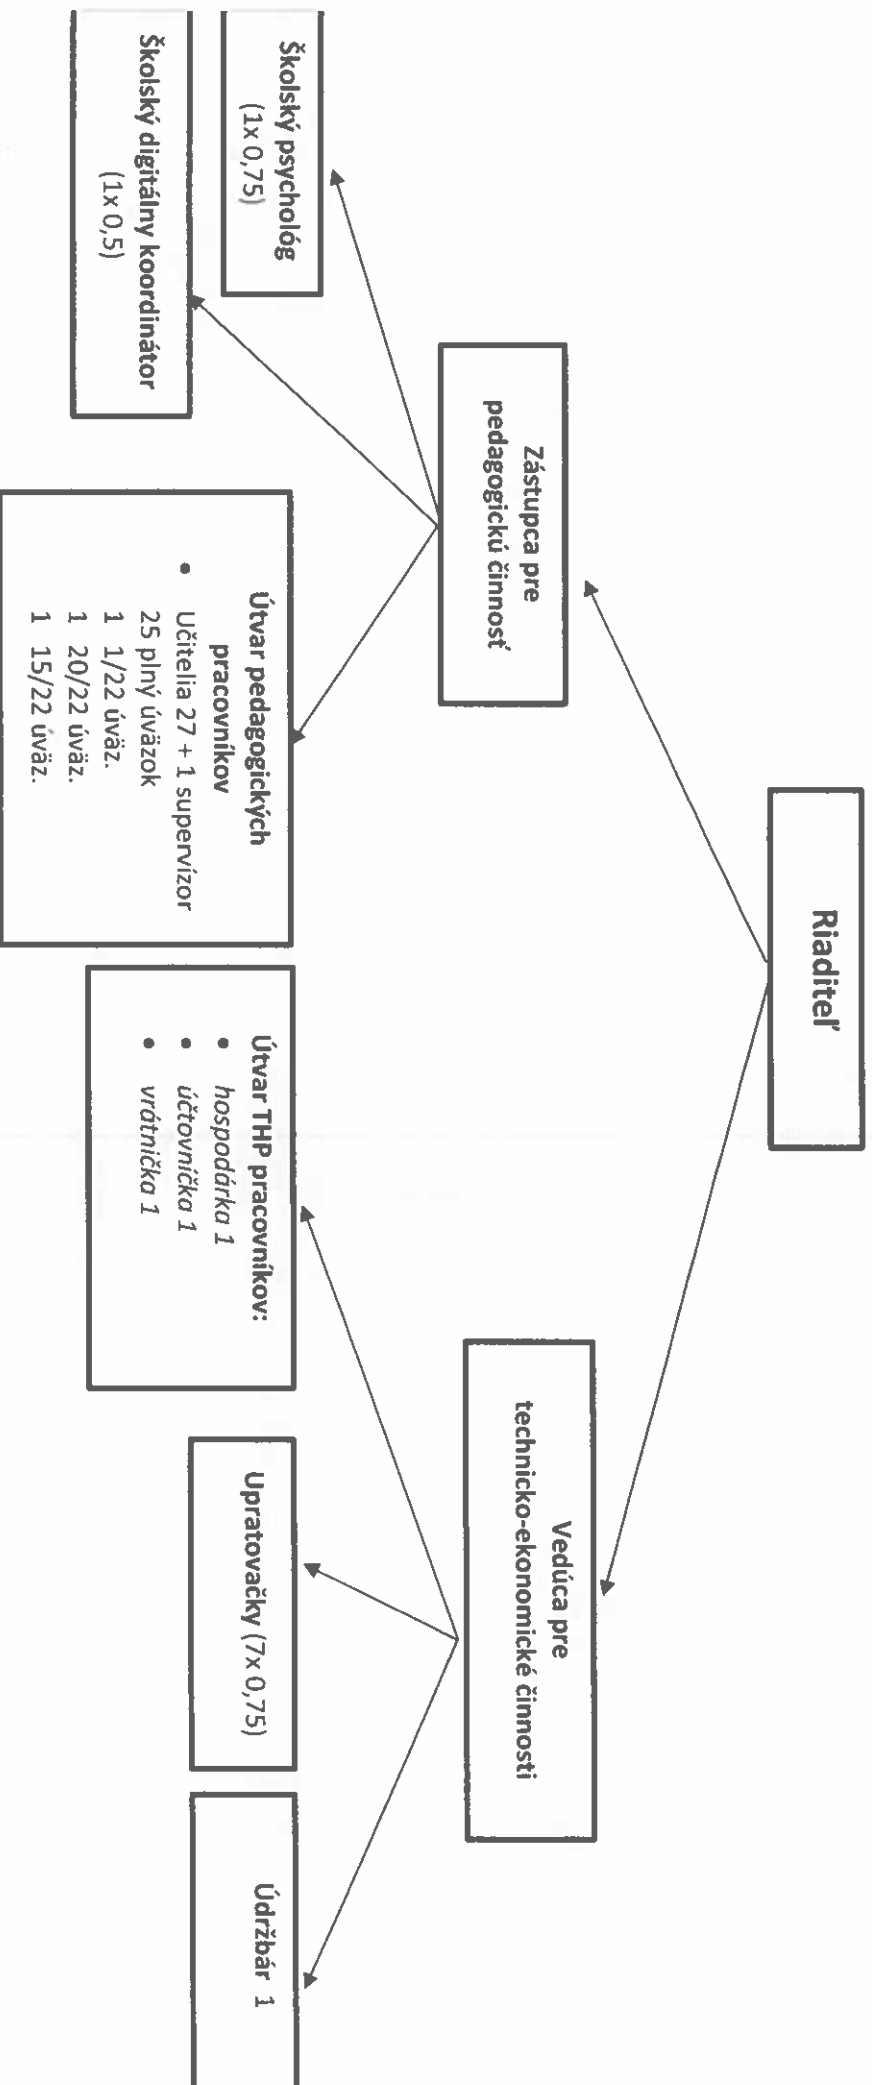 Riaditeľ
Zástupca pre
pedagogickú činnosť
Vedúca pre
technicko-ekonomické činnosti
Školský psychológ
(1x 0,75)
Školský digitálny koordinátor
(1x 0,5)
Útvar pedagogických
pracovníkov
• Učitelia 27 + 1 supervízor
25 plný úväzok
1 1/22 úväz.
1 20/22 úväz.
1 15/22 úväz.
Útvar THP pracovníkov:
• hospodárka 1
• účtovníčka 1
• vrátnička 1
Upratovačky (7x 0,75)
Údržbár 1